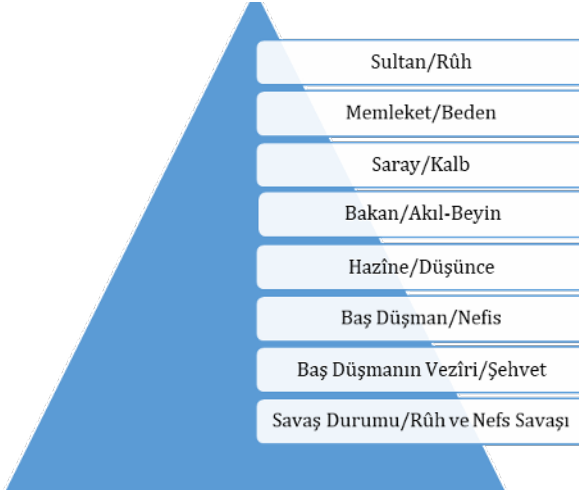 Sultan/Rûh
Memleket/Beden
Saray/Kalb
Bakan/Akıl-Beyin
Hazîne/Düşünce
Baş Düşman/Nefis
Baş Düşmanın Vezîri/Şehvet
Savaş Durumu/Rûh ve Nefs Savaşı